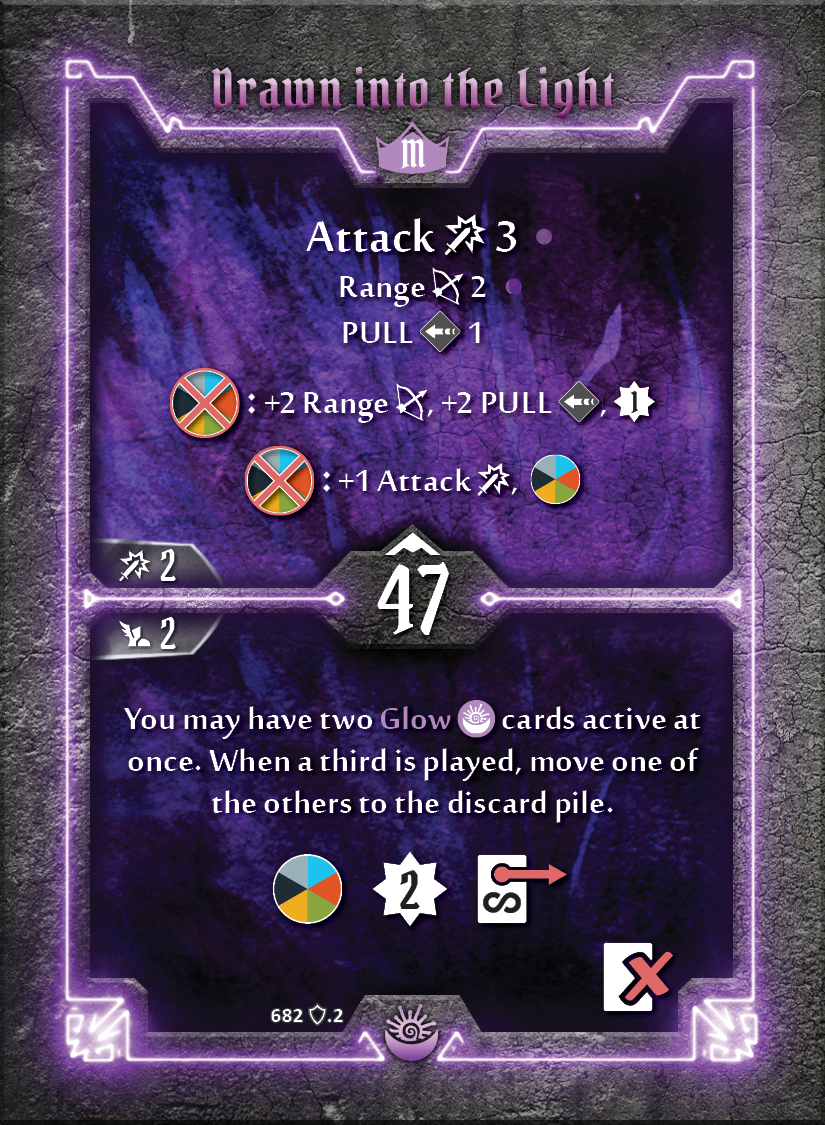 Drawn into the Light
M
Attack 3
Range 2
PULL 1
: +2 Range , +2 PULL , 1
: +1 Attack ,
2
47
2
You may have two Glow cards active at
once. When a third is played, move one of
the others to the discard pile.
2
682 .2